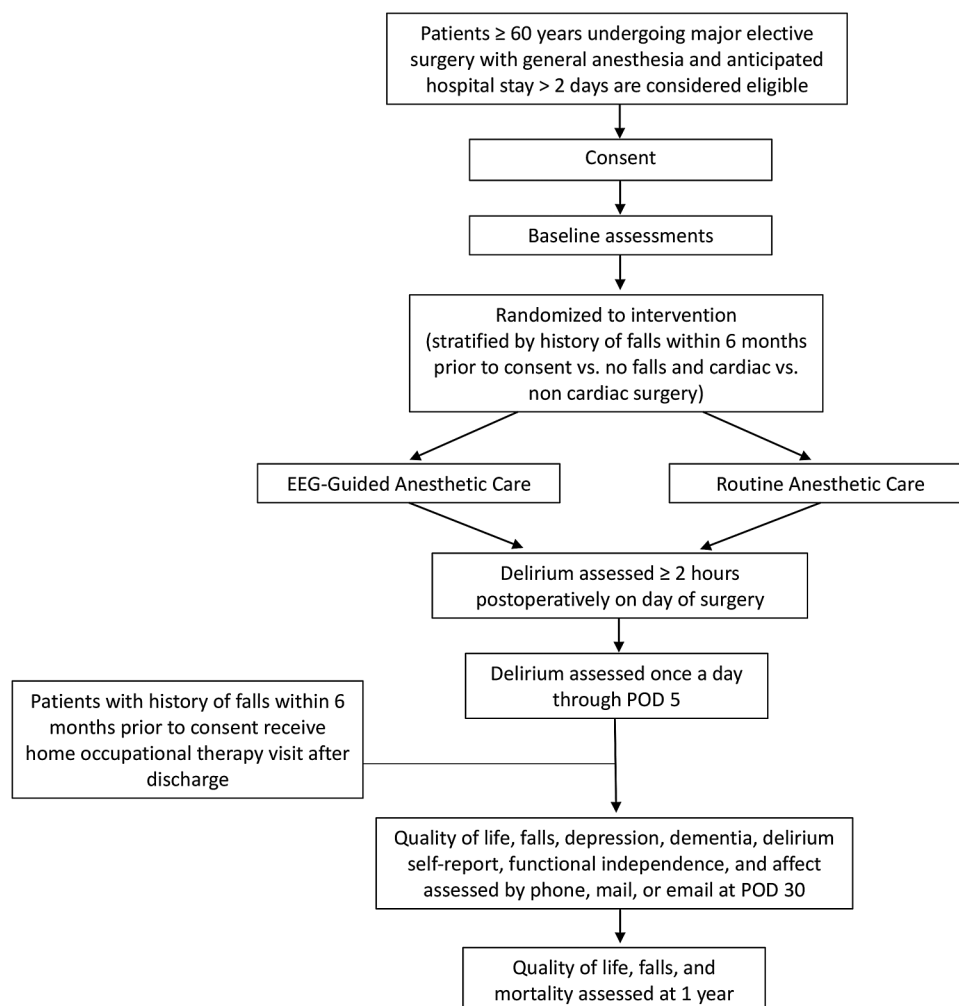 Patients ≥ 60 years undergoing major elective
surgery with general anesthesia and anticipated
hospital stay > 2 days are considered eligible
Consent
Baseline assessments
Randomized to intervention
(stratified by history of falls within 6 months
prior to consent vs. no falls and cardiac vs.
non cardiac surgery)
EEG-Guided Anesthetic Care
Routine Anesthetic Care
Delirium assessed ≥ 2 hours
postoperatively on day of surgery
Delirium assessed once a day
through POD 5
Patients with history of falls within 6
months prior to consent receive
home occupational therapy visit after
discharge
Quality of life, falls, depression, dementia, delirium
self-report, functional independence, and affect
assessed by phone, mail, or email at POD 30
Quality of life, falls, and
mortality assessed at 1 year